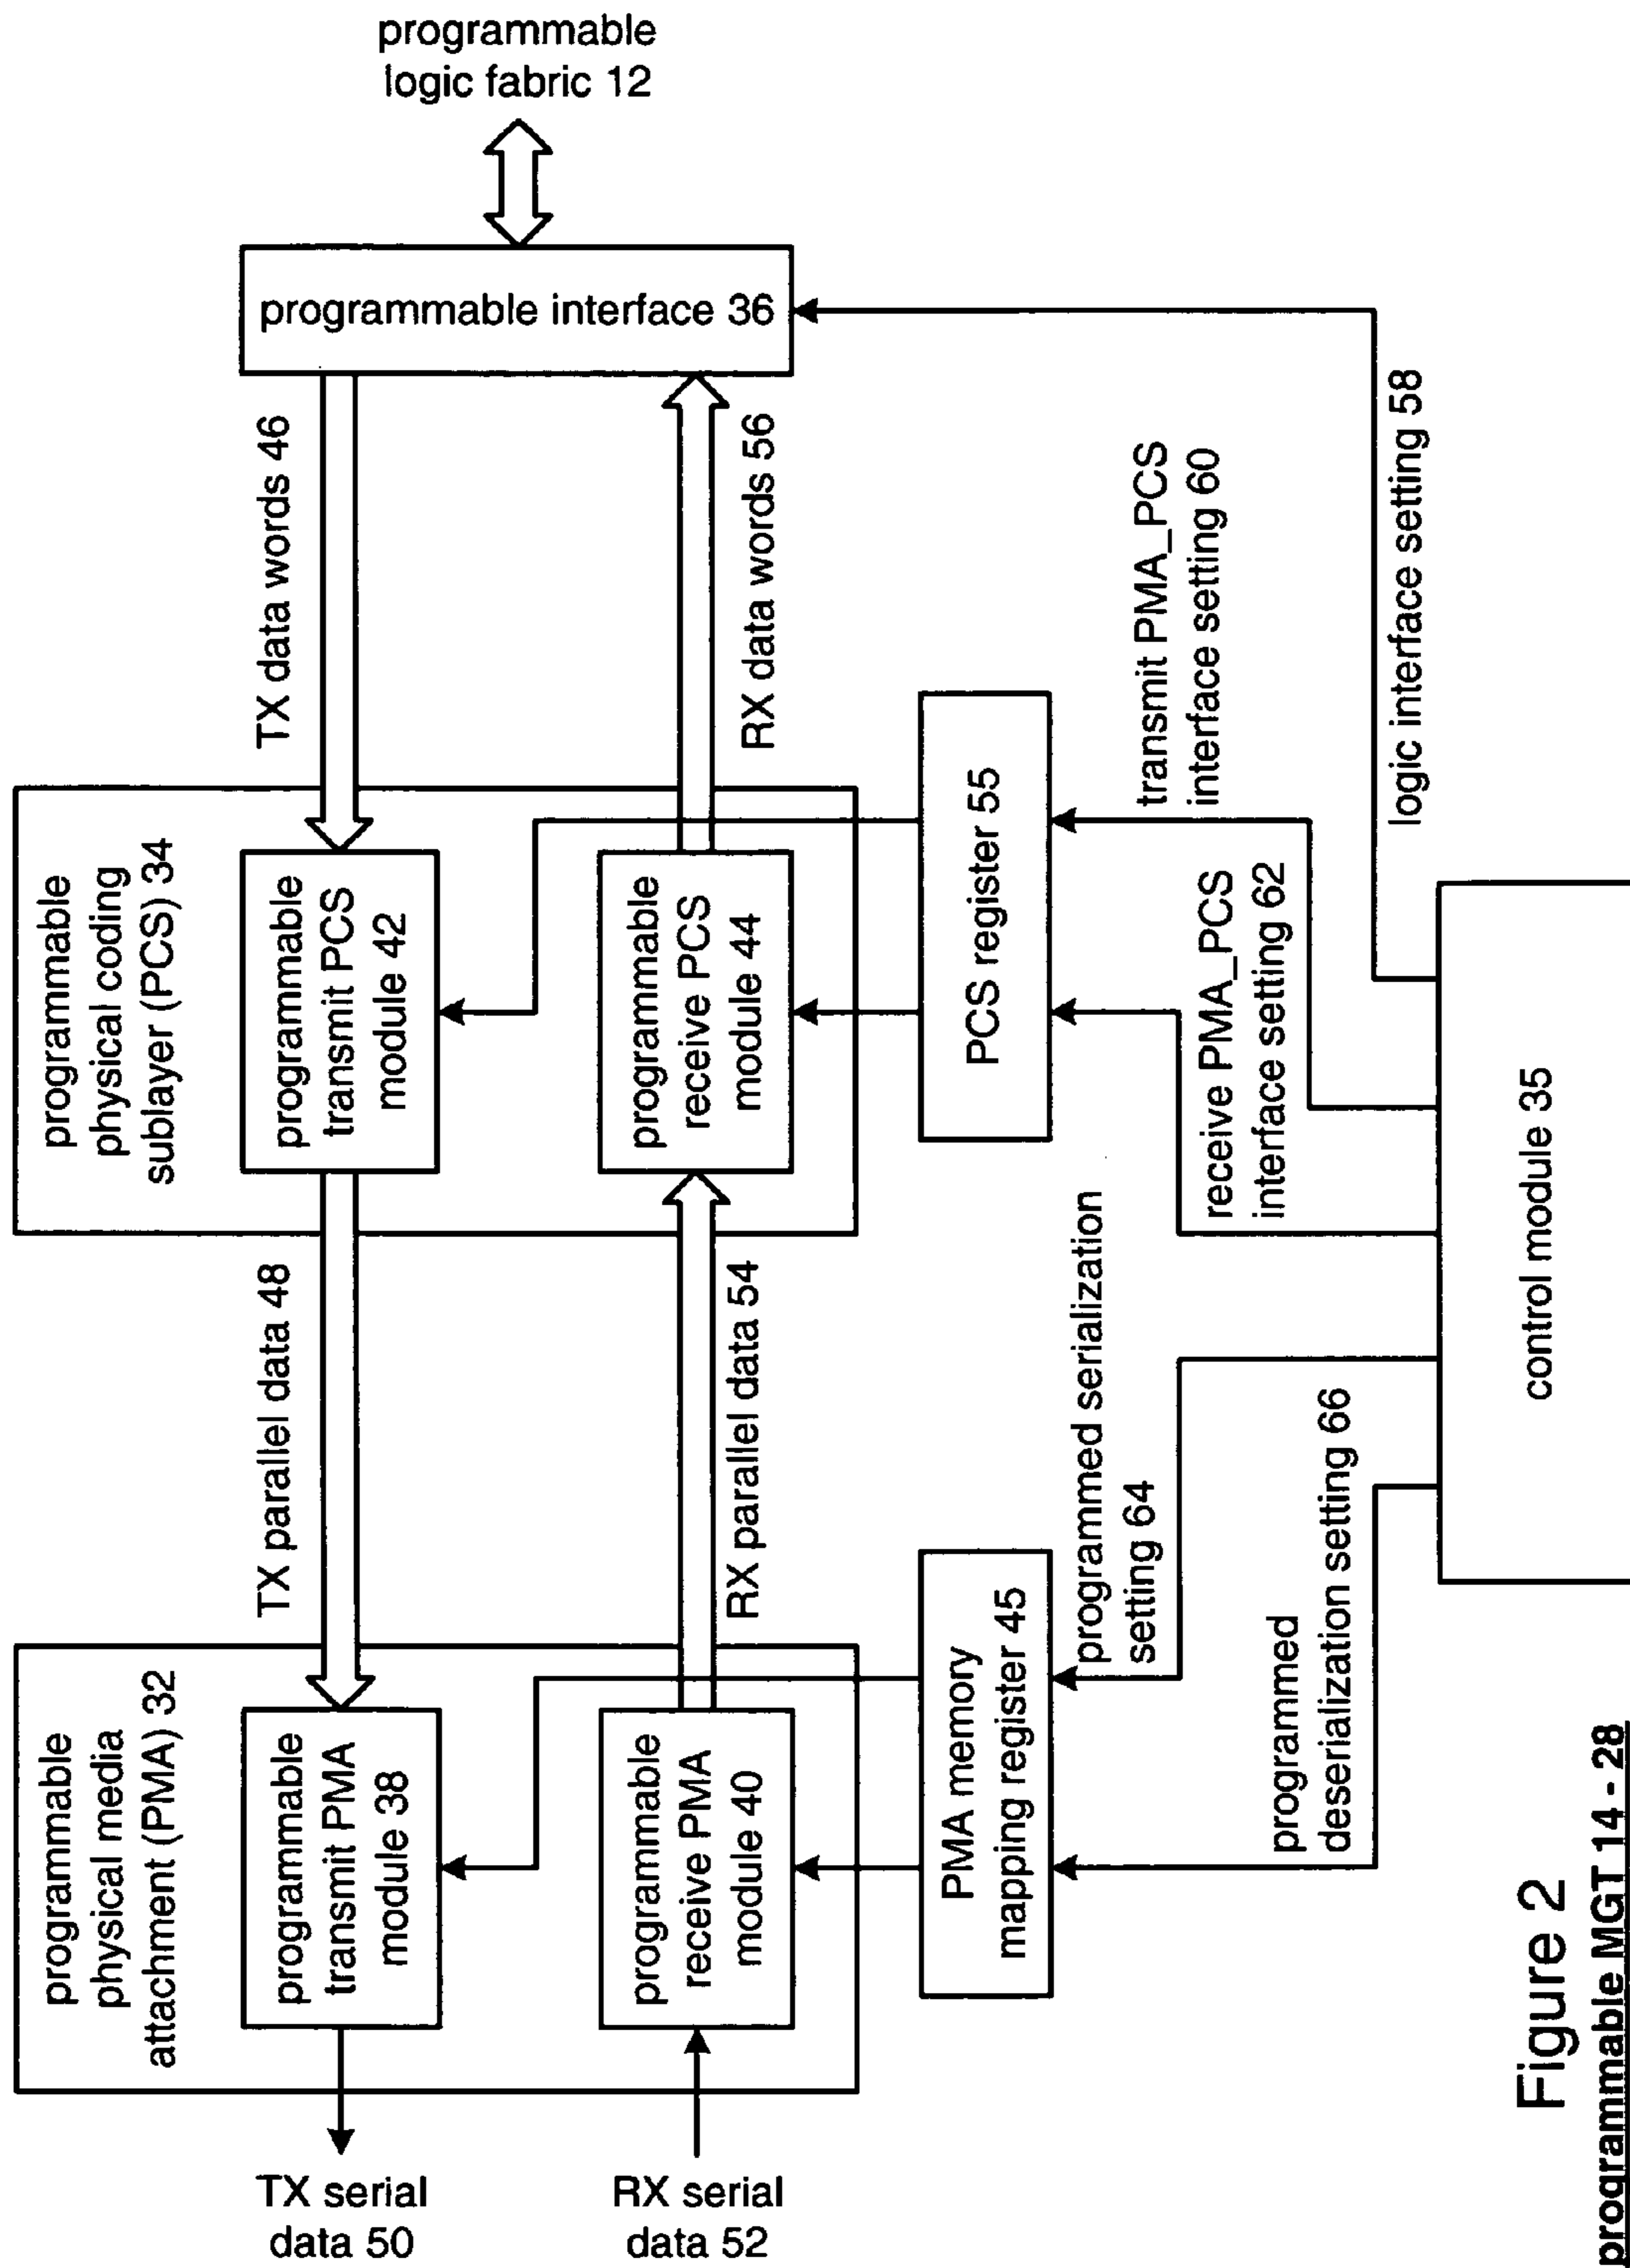 programmable
logic fabric 12
programmable interface 36
TX data words 46
RX data words 56
programmable
physical coding
sublayer (PCS) 34
programmable
transmit PCS
module 42
programmable
receive PCS
module 44
PCS register 55
transmit PMA_PCS
interface setting 60
receive PMA_PCS
interface setting 62
logic interface setting 58
TX parallel data 48
RX parallel data 54
programmable
physical media
attachment (PMA) 32
programmable
transmit PMA
module 38
programmable
receive PMA
module 40
PMA memory
mapping register 45
programmed serialization
setting 64
programmed
deserialization setting 66
control module 35
TX serial
data 50
RX serial
data 52
Figure 2
programmable MGT 14 - 28